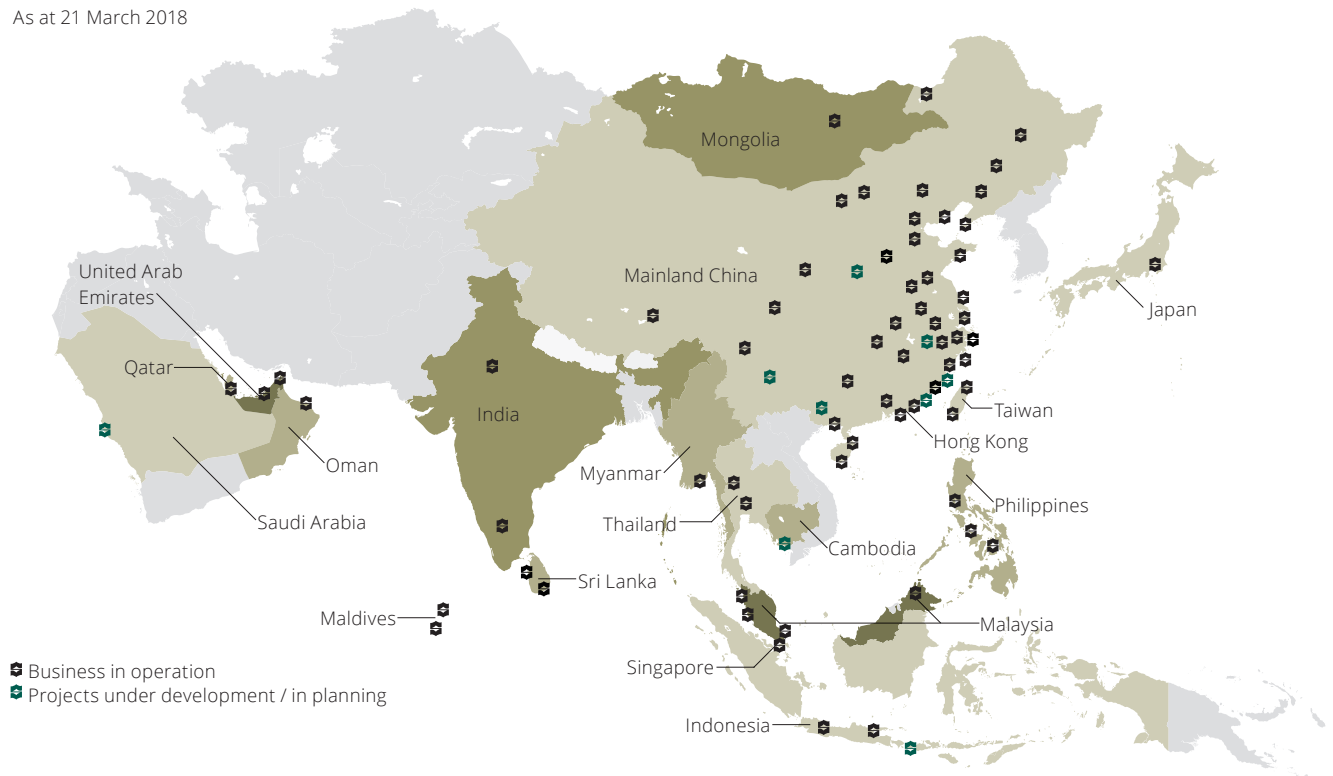 As at 21 March 2018
Mongolia
United Arab
Emirates
Mainland China
Japan
Qatar
India
Taiwan
Hong Kong
Oman
Myanmar
Philippines
Saudi Arabia
Thailand
Cambodia
Sri Lanka
Maldives
Malaysia
Singapore
Business in operation
Projects under development / in planning
Indonesia